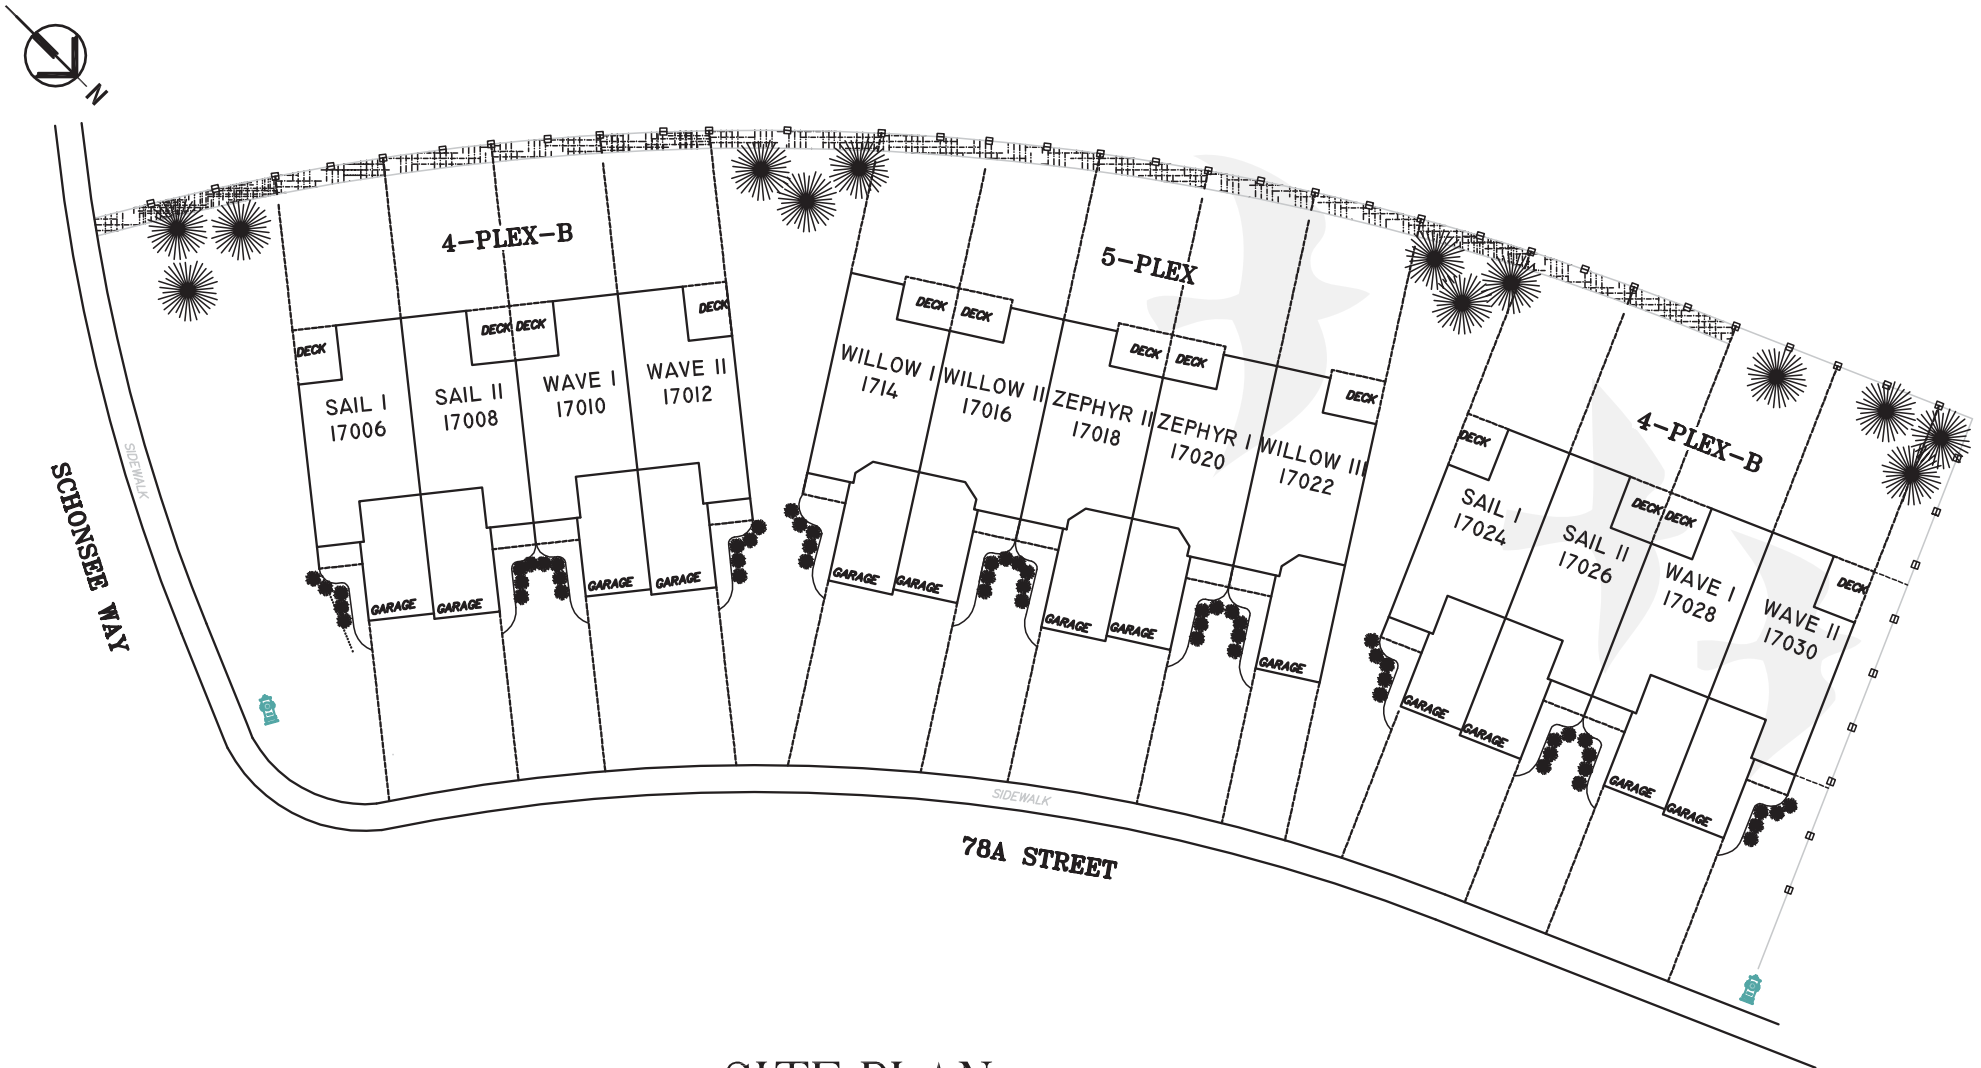 N
4-PLEX-B
5-PLEX
4-PLEX-B
DECK
DECK
DECK
DECK
SAIL I
17006
SAIL II
17008
WAVE I
17010
WAVE II
17012
GARAGE
GARAGE
GARAGE
GARAGE
DECK
DECK
DECK
DECK
DECK
WILLOW I
1714
WILLOW II
17016
ZEPHYR II
17018
ZEPHYR I
17020
WILLOW III
17022
GARAGE
GARAGE
GARAGE
GARAGE
GARAGE
DECK
DECK
DECK
DECK
SAIL I
17024
SAIL II
17026
WAVE I
17028
WAVE II
17030
GARAGE
GARAGE
GARAGE
GARAGE
SIDEWALK
SCHONSEE WAY
SIDEWALK
78A STREET
SITE PLAN